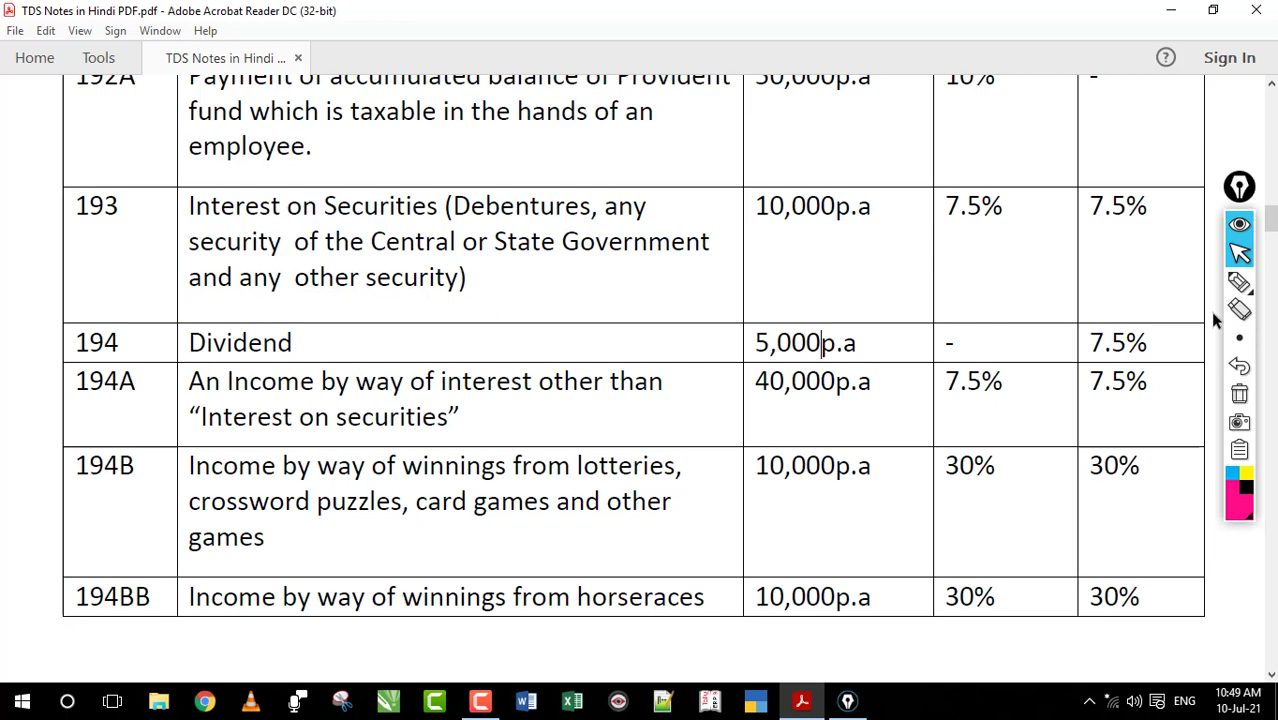 TDS Notes in Hindi PDF.pdf - Adobe Acrobat Reader DC (32-bit)
File Edit View Sign Window Help
Home Tools TDS Notes in Hindi ... × ? Sign In
192A Payment of accumulated balance of Provident 50,000p.a 10% -
fund which is taxable in the hands of an
employee.
193 Interest on Securities (Debentures, any 10,000p.a 7.5% 7.5%
security of the Central or State Government
and any other security)
194 Dividend 5,000p.a - 7.5%
194A An Income by way of interest other than 40,000p.a 7.5% 7.5%
“Interest on securities”
194B Income by way of winnings from lotteries, 10,000p.a 30% 30%
crossword puzzles, card games and other
games
194BB Income by way of winnings from horseraces 10,000p.a 30% 30%
ENG 10:49 AM
10-Jul-21